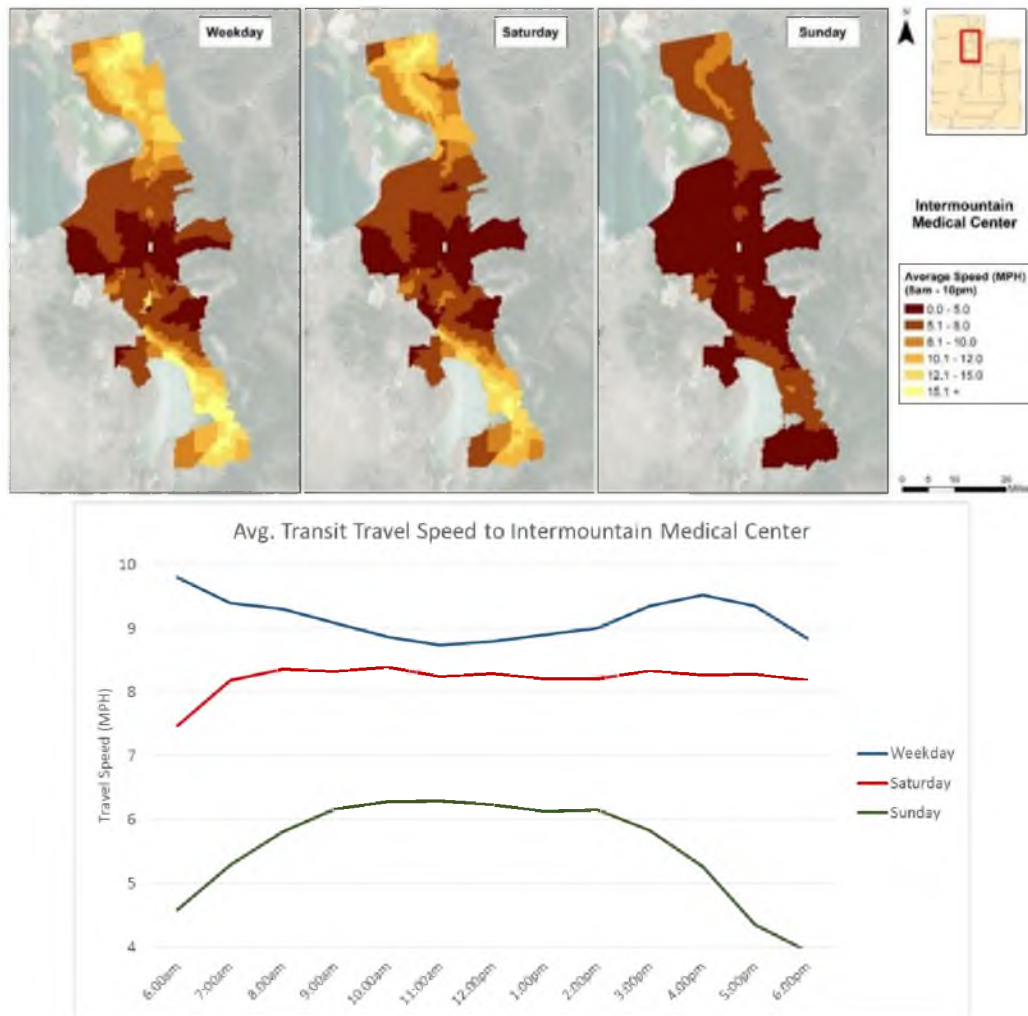 Weekday
Saturday
Sunday
N
Intermountain
Medical Center
Average Speed (MPH)
(5am - 10pm)
0.0 - 5.0
5.1 - 8.0
8.1 - 10.0
10.1 - 12.0
12.1 - 15.0
15.1 +
0 5 10 20
Miles
Avg. Transit Travel Speed to Intermountain Medical Center
Travel Speed (MPH)
10
9
8
7
6
5
4
Weekday
Saturday
Sunday
6:00am 7:00am 8:00am 9:00am 10:00am 11:00am 12:00pm 1:00pm 2:00pm 3:00pm 4:00pm 5:00pm 6:00pm